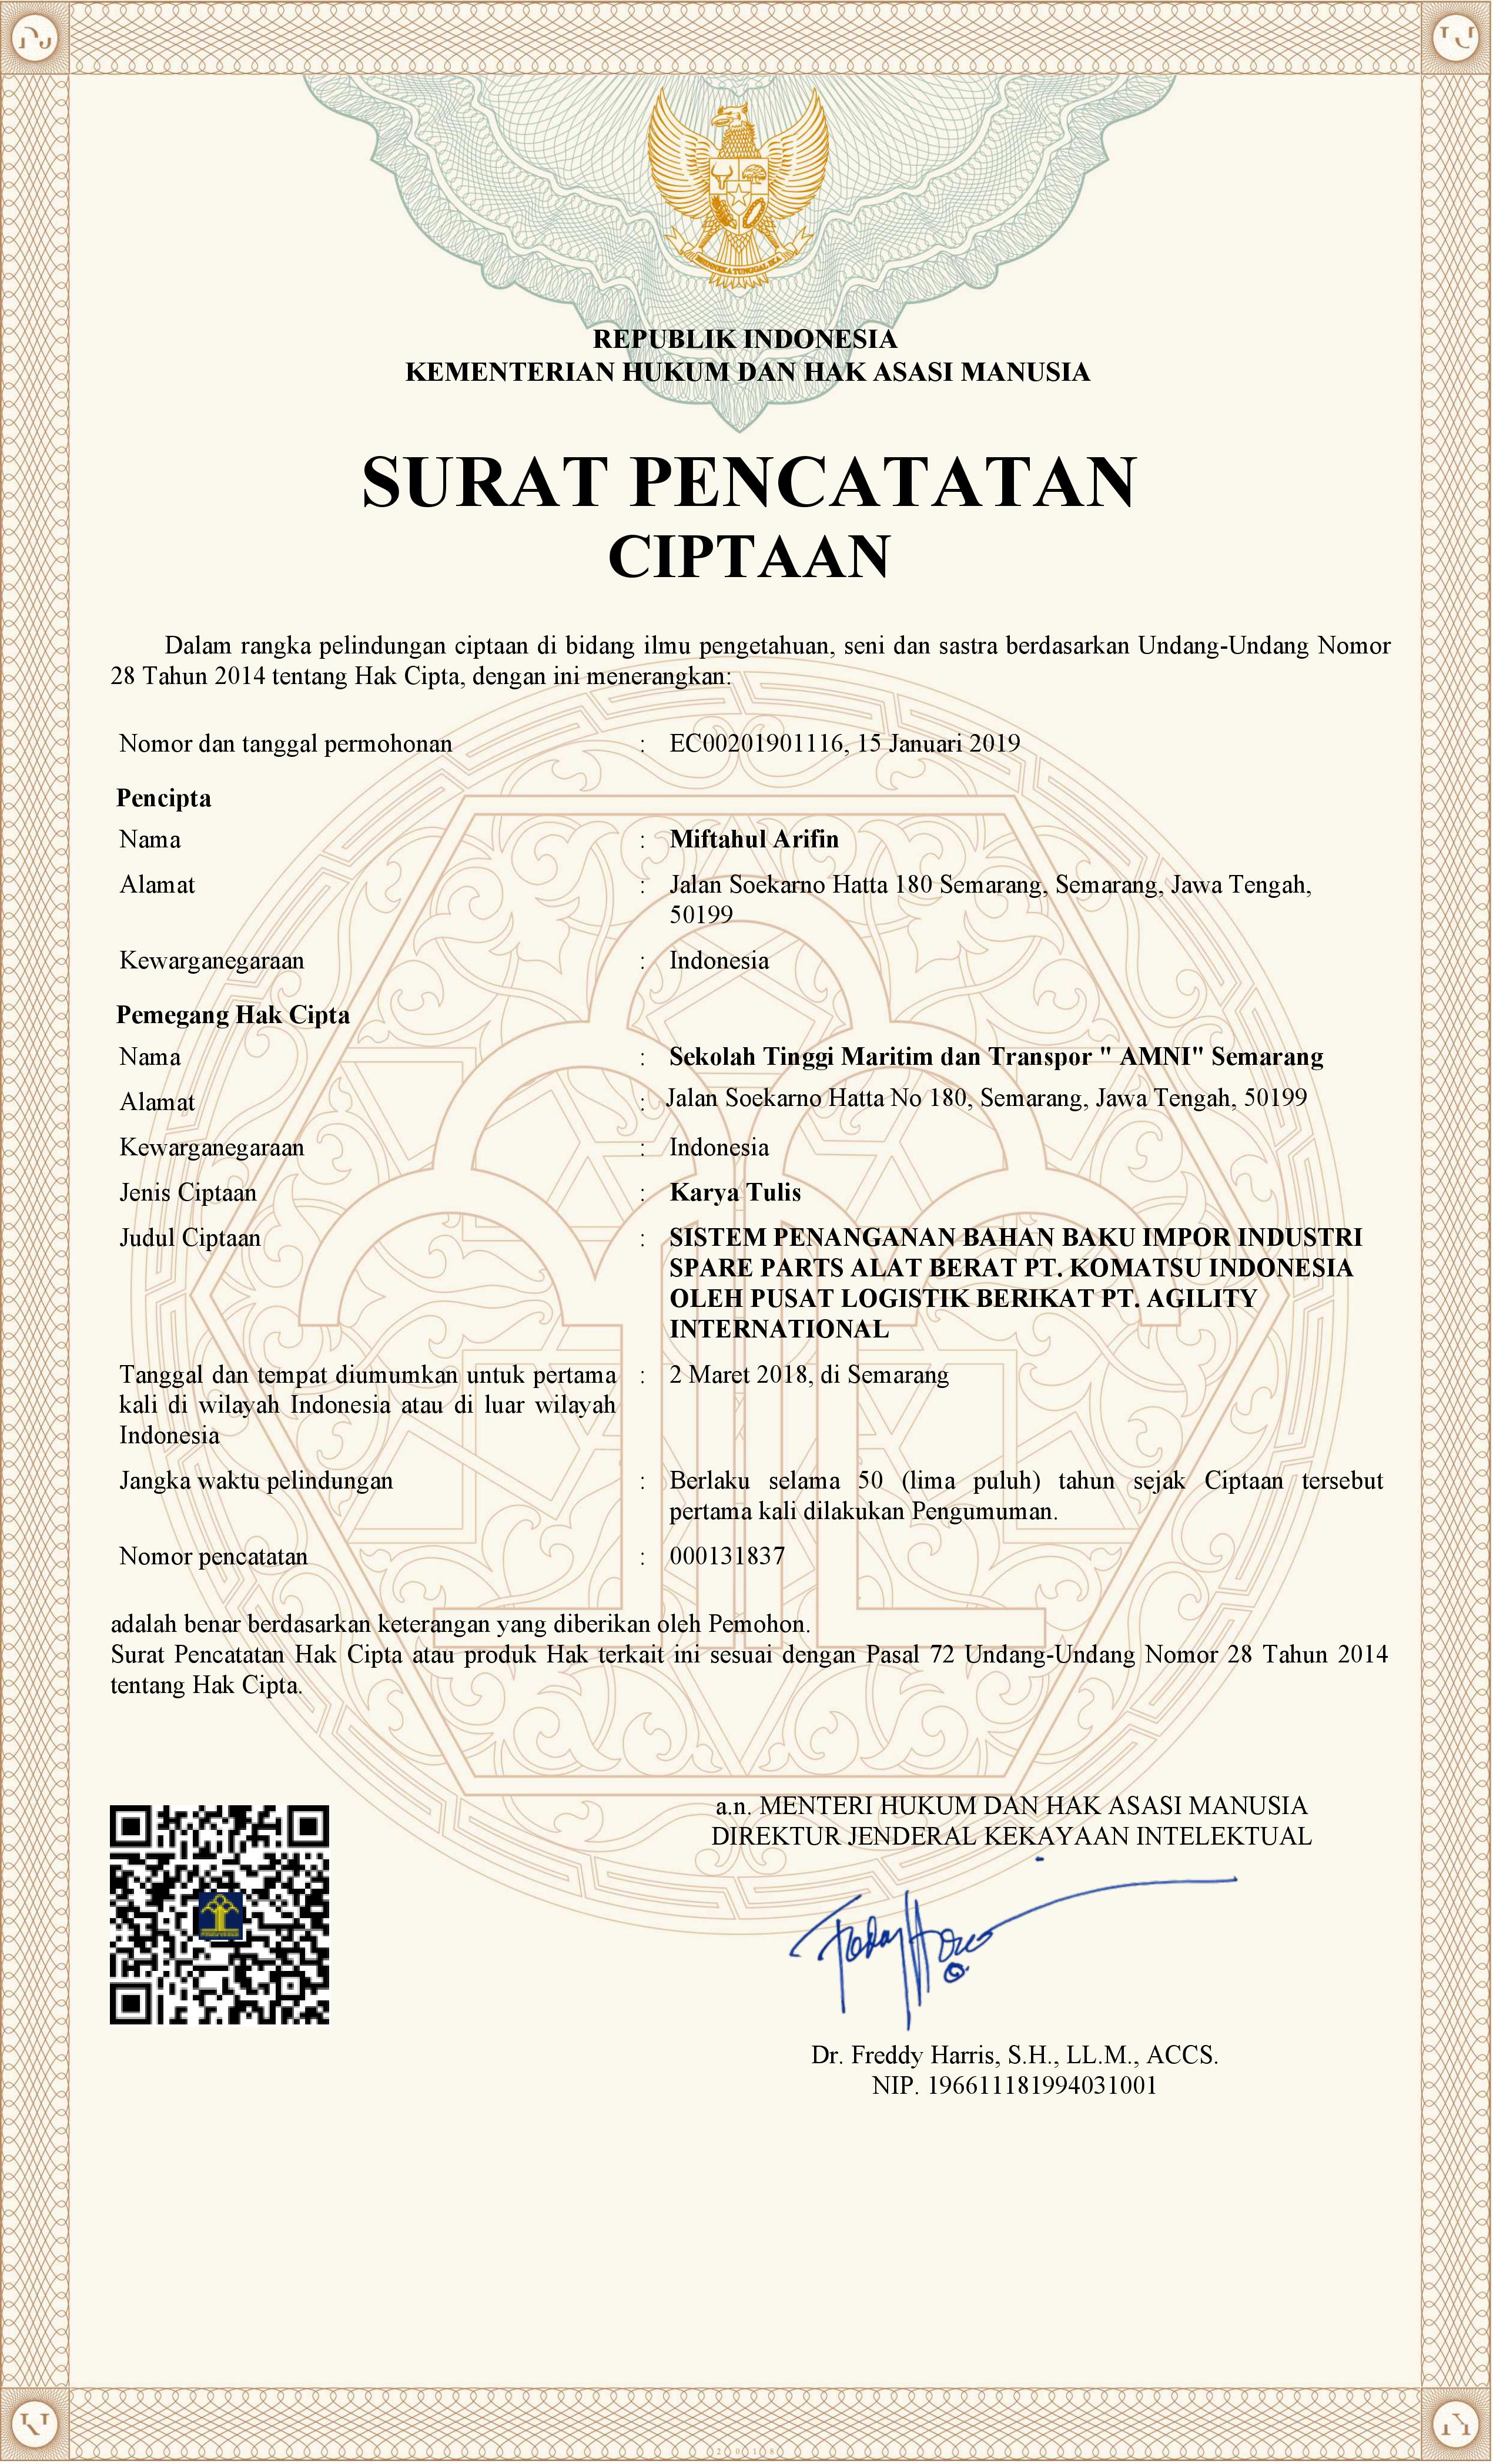 BHINNEKA TUNGGAL IKA
REPUBLIK INDONESIA
KEMENTERIAN HUKUM DAN HAK ASASI MANUSIA
SURAT PENCATATAN
CIPTAAN
Dalam rangka pelindungan ciptaan di bidang ilmu pengetahuan, seni dan sastra berdasarkan Undang-Undang Nomor
28 Tahun 2014 tentang Hak Cipta, dengan ini menerangkan:
Nomor dan tanggal permohonan : EC00201901116, 15 Januari 2019
Pencipta
Nama : Miftahul Arifin
Alamat : Jalan Soekarno Hatta 180 Semarang, Semarang, Jawa Tengah,
50199
Kewarganegaraan : Indonesia
Pemegang Hak Cipta
Nama : Sekolah Tinggi Maritim dan Transpor " AMNI" Semarang
Alamat : Jalan Soekarno Hatta No 180, Semarang, Jawa Tengah, 50199
Kewarganegaraan : Indonesia
Jenis Ciptaan : Karya Tulis
Judul Ciptaan : SISTEM PENANGANAN BAHAN BAKU IMPOR INDUSTRI
SPARE PARTS ALAT BERAT PT. KOMATSU INDONESIA
OLEH PUSAT LOGISTIK BERIKAT PT. AGILITY
INTERNATIONAL
Tanggal dan tempat diumumkan untuk pertama : 2 Maret 2018, di Semarang
kali di wilayah Indonesia atau di luar wilayah
Indonesia
Jangka waktu pelindungan : Berlaku selama 50 (lima puluh) tahun sejak Ciptaan tersebut
pertama kali dilakukan Pengumuman.
Nomor pencatatan : 000131837
adalah benar berdasarkan keterangan yang diberikan oleh Pemohon.
Surat Pencatatan Hak Cipta atau produk Hak terkait ini sesuai dengan Pasal 72 Undang-Undang Nomor 28 Tahun 2014
tentang Hak Cipta.
a.n. MENTERI HUKUM DAN HAK ASASI MANUSIA
DIREKTUR JENDERAL KEKAYAAN INTELEKTUAL
Dr. Freddy Harris, S.H., LL.M., ACCS.
NIP. 196611181994031001